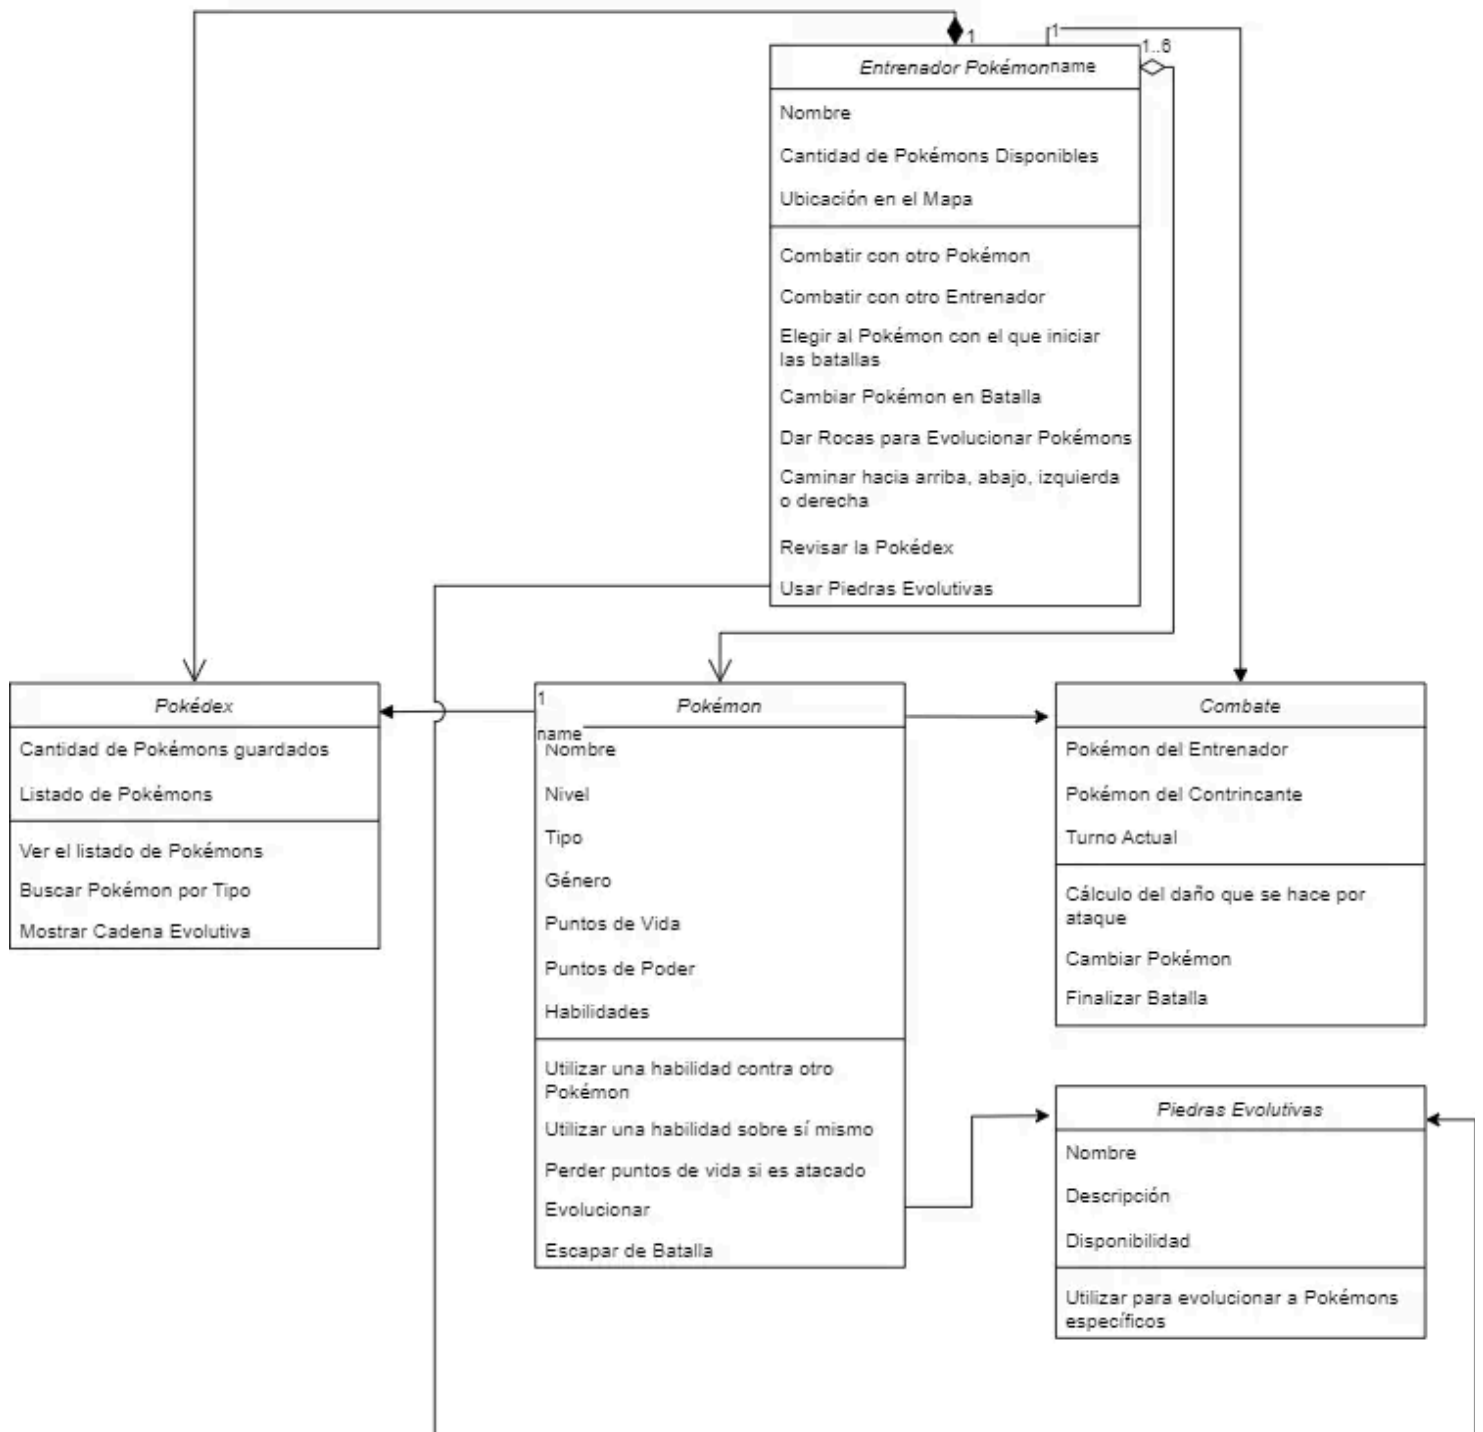 1
1
1..6
Entrenador Pokémon
name
Nombre
Cantidad de Pokémons Disponibles
Ubicación en el Mapa
Combatir con otro Pokémon
Combatir con otro Entrenador
Elegir al Pokémon con el que iniciar
las batallas
Cambiar Pokémon en Batalla
Dar Rocas para Evolucionar Pokémons
Caminar hacia arriba, abajo, izquierda
o derecha
Revisar la Pokédex
Usar Piedras Evolutivas
Pokédex
Cantidad de Pokémons guardados
Listado de Pokémons
Ver el listado de Pokémons
Buscar Pokémon por Tipo
Mostrar Cadena Evolutiva
1
name
Pokémon
Nombre
Nivel
Tipo
Género
Puntos de Vida
Puntos de Poder
Habilidades
Utilizar una habilidad contra otro
Pokémon
Utilizar una habilidad sobre sí mismo
Perder puntos de vida si es atacado
Evolucionar
Escapar de Batalla
Combate
Pokémon del Entrenador
Pokémon del Contrincante
Turno Actual
Cálculo del daño que se hace por
ataque
Cambiar Pokémon
Finalizar Batalla
Piedras Evolutivas
Nombre
Descripción
Disponibilidad
Utilizar para evolucionar a Pokémons
específicos